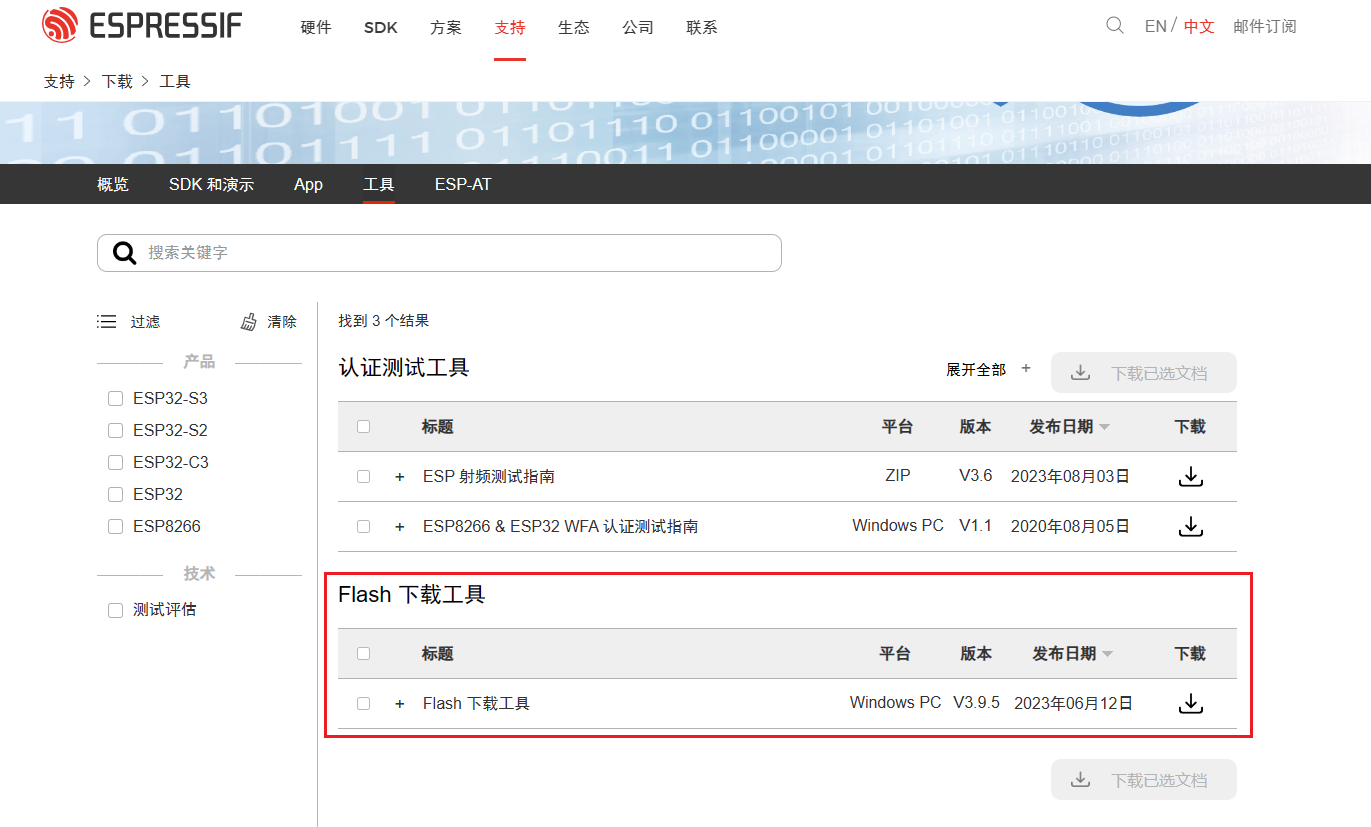 ESPRESSIF 硬件 SDK 方案 支持 生态 公司 联系 EN / 中文 邮件订阅
支持 > 下载 > 工具
概览 SDK 和演示 App 工具 ESP-AT
搜索关键字
过滤 清除
产品
ESP32-S3
ESP32-S2
ESP32-C3
ESP32
ESP8266
技术
测试评估
找到 3 个结果
认证测试工具 展开全部 + 下载已选文档
标题 平台 版本 发布日期 下载
+ ESP 射频测试指南 ZIP V3.6 2023年08月03日
+ ESP8266 & ESP32 WFA 认证测试指南 Windows PC V1.1 2020年08月05日
Flash 下载工具
标题 平台 版本 发布日期 下载
+ Flash 下载工具 Windows PC V3.9.5 2023年06月12日
下载已选文档